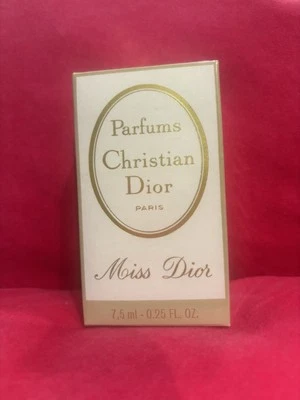 Parfums
Christian
Dior
PARIS
Miss Dior
7,5 ml - 0.25 FL. OZ.